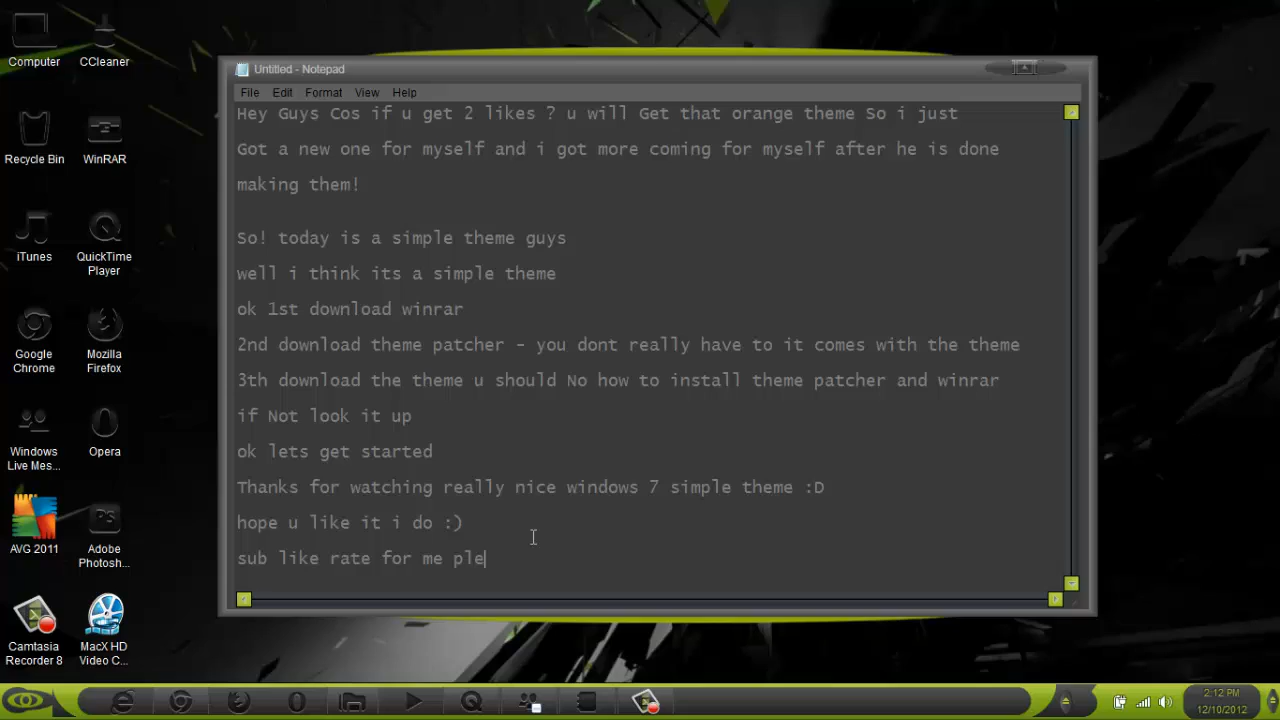 Computer
CCleaner
Recycle Bin
WinRAR
iTunes
QuickTime
Player
Google
Chrome
Mozilla
Firefox
Windows
Live Mes...
Opera
AVG 2011
Adobe
Photosh...
Camtasia
Recorder 8
MacX HD
Video C...
Untitled - Notepad
File Edit Format View Help
Hey Guys Cos if u get 2 likes ? u will Get that orange theme So i just
Got a new one for myself and i got more coming for myself after he is done
making them!
So! today is a simple theme guys
well i think its a simple theme
ok 1st download winrar
2nd download theme patcher - you dont really have to it comes with the theme
3th download the theme u should No how to install theme patcher and winrar
if Not look it up
ok lets get started
Thanks for watching really nice windows 7 simple theme :D
hope u like it i do :)
sub like rate for me ple
2:12 PM
12/10/2012